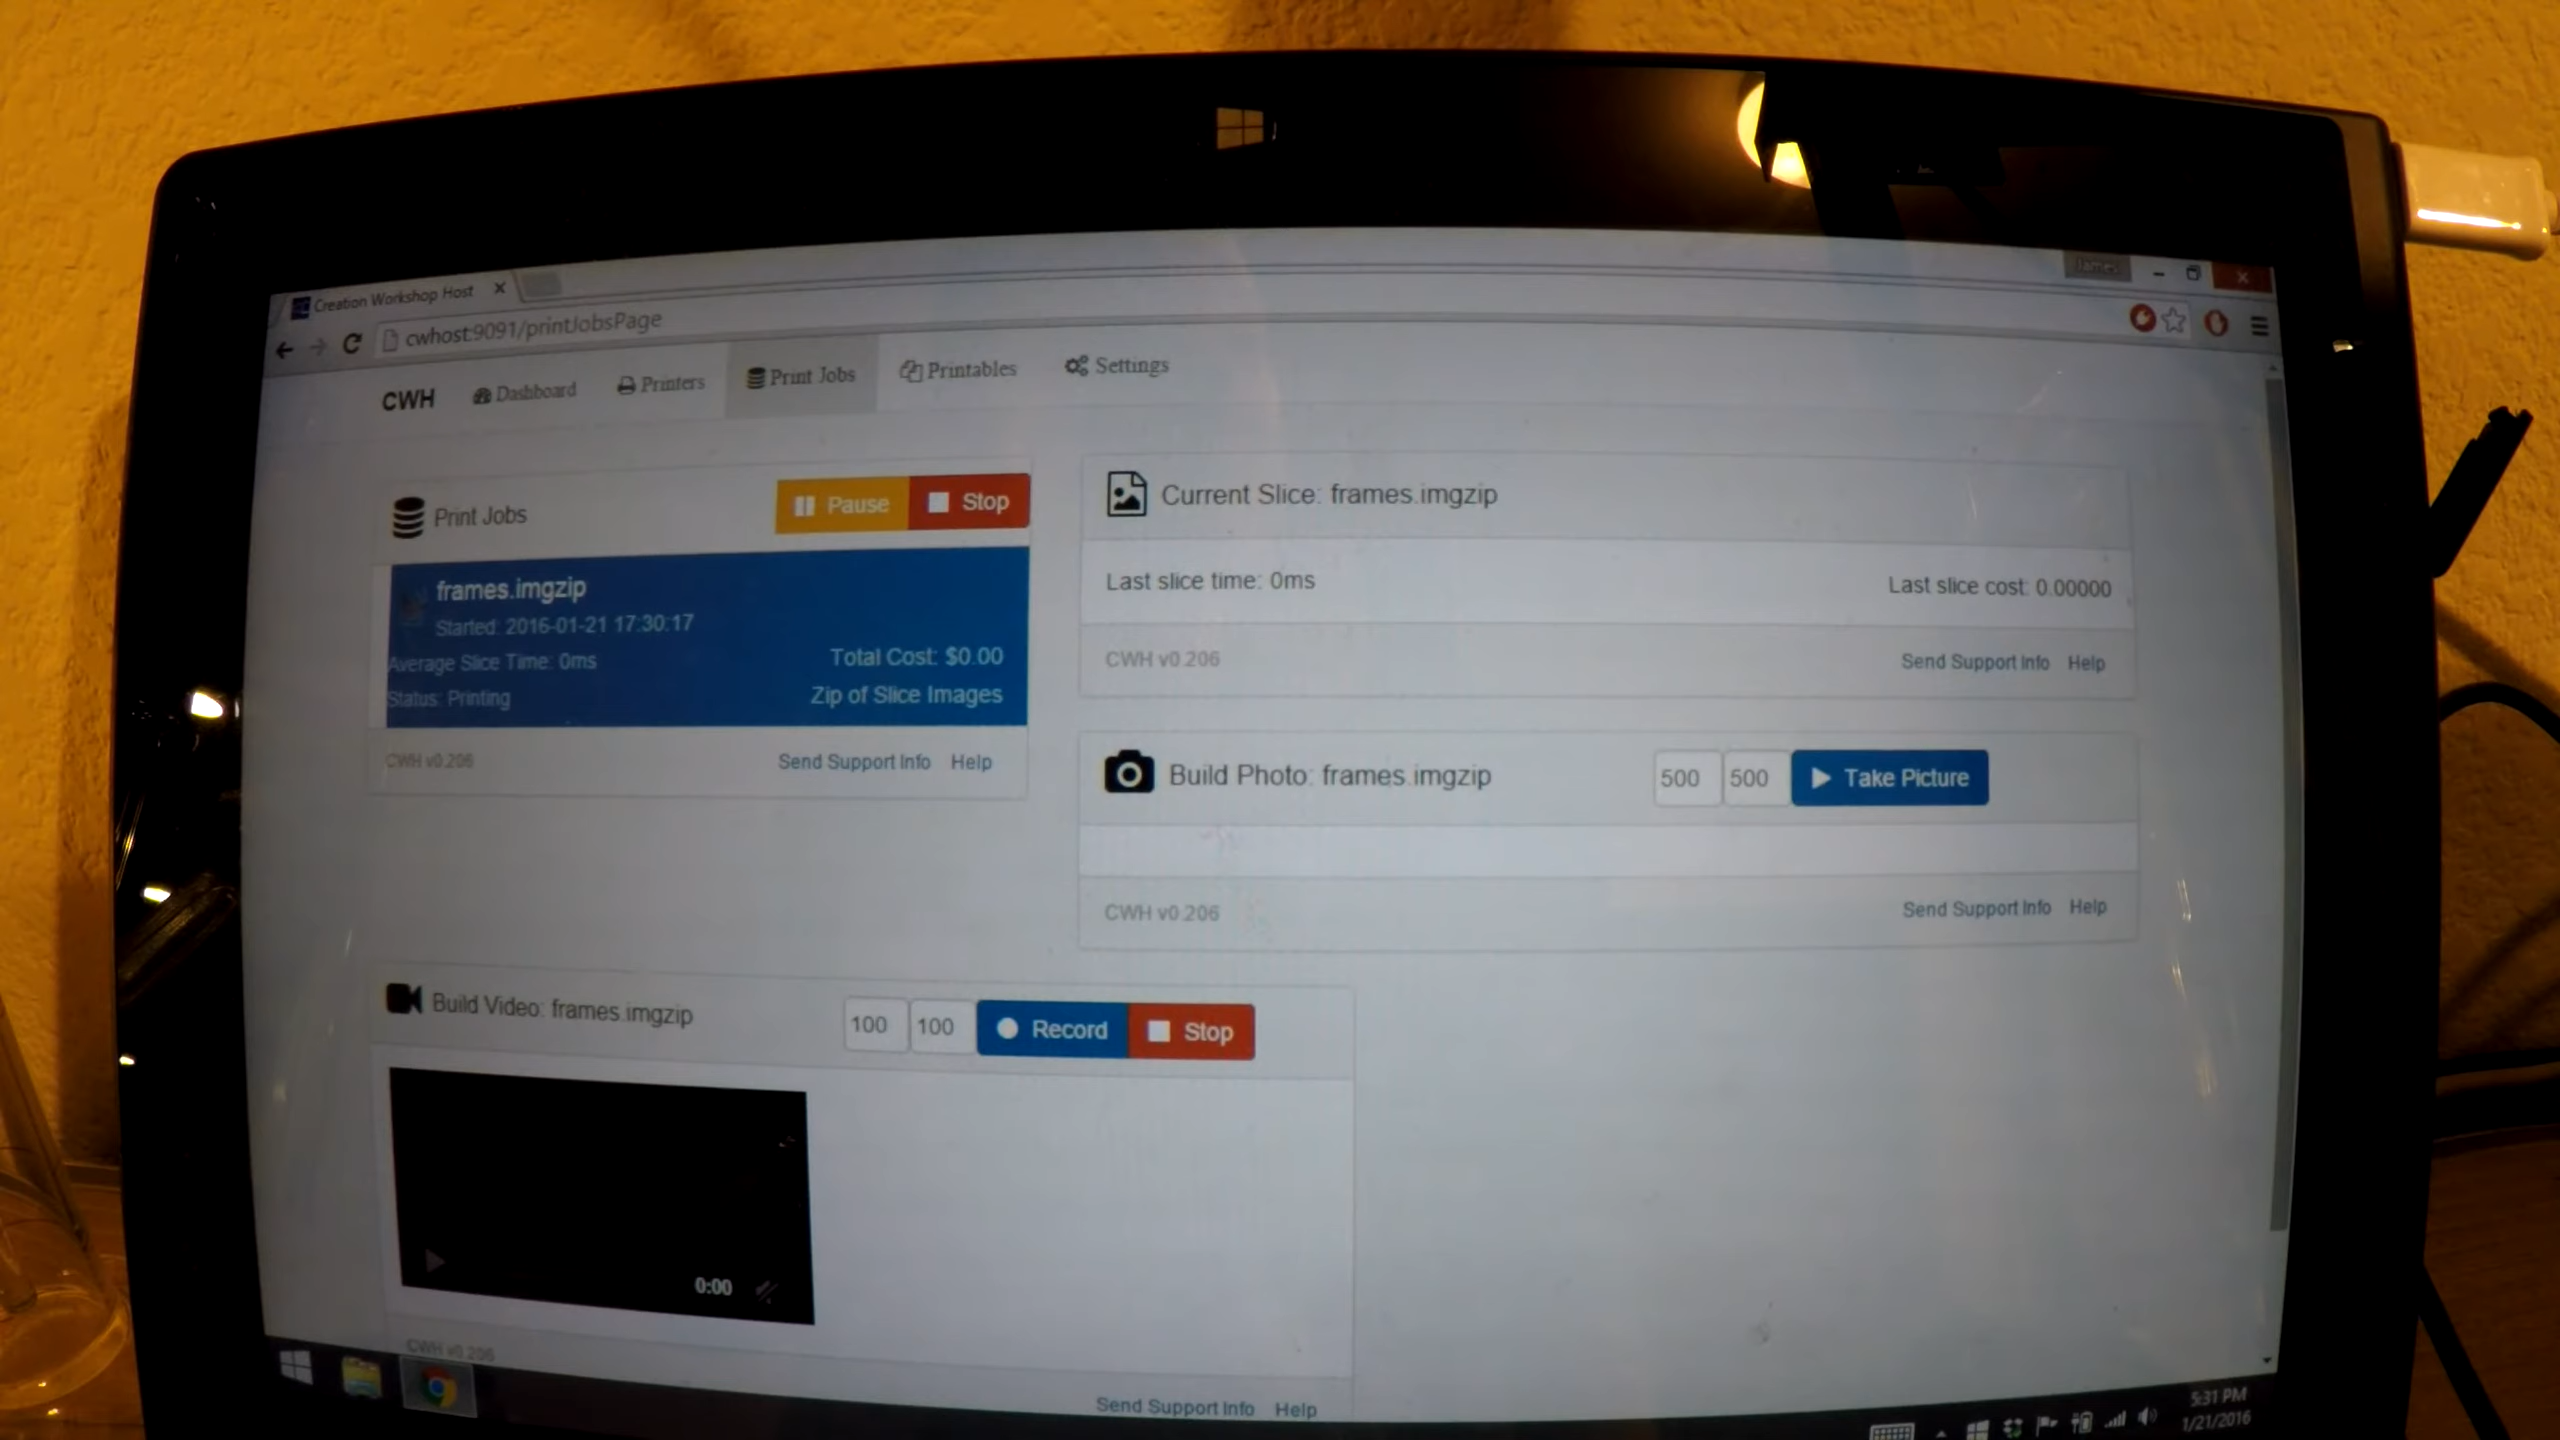 James
Creation Workshop Host
cwhost:9091/printJobsPage
CWH Dashboard Printers Print Jobs Printables Settings
Print Jobs Pause Stop
frames.imgzip
Started: 2016-01-21 17:30:17
Average Slice Time: 0ms Total Cost: $0.00
Status: Printing Zip of Slice Images
CWH v0.206 Send Support Info Help
Current Slice: frames.imgzip
Last slice time: 0ms Last slice cost: 0.00000
CWH v0.206 Send Support Info Help
Build Photo: frames.imgzip 500 500 Take Picture
CWH v0.206 Send Support Info Help
Build Video: frames.imgzip 100 100 Record Stop
0:00
CWH v0.206
Send Support Info Help
5:31 PM
1/21/2016